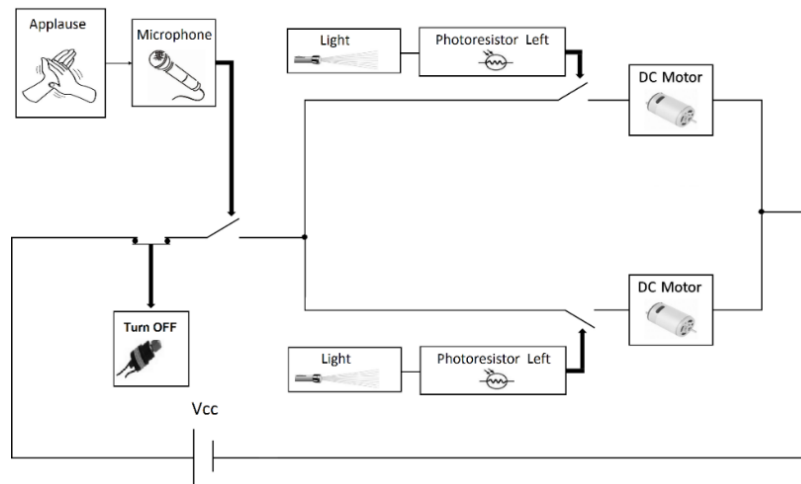 Applause
Microphone
Light
Photoresistor Left
DC Motor
DC Motor
Turn OFF
Light
Photoresistor Left
Vcc